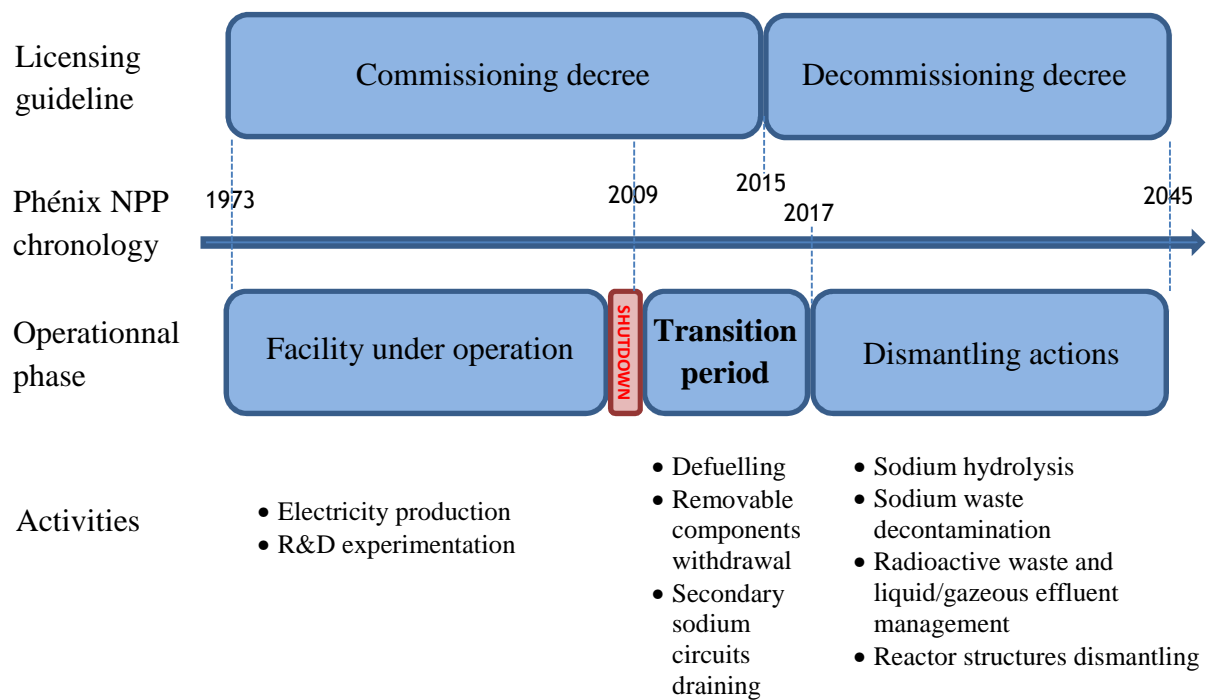 Licensing
guideline
Commissioning decree
Decommissioning decree
Phénix NPP
chronology
1973
2009
2015
2017
2045
Operationnal
phase
Facility under operation
SHUTDOWN
Transition
period
Dismantling actions
Activities
• Electricity production
• R&D experimentation
• Defuelling
• Removable
components
withdrawal
• Secondary
sodium
circuits
draining
• Sodium hydrolysis
• Sodium waste
decontamination
• Radioactive waste and
liquid/gazeous effluent
management
• Reactor structures dismantling